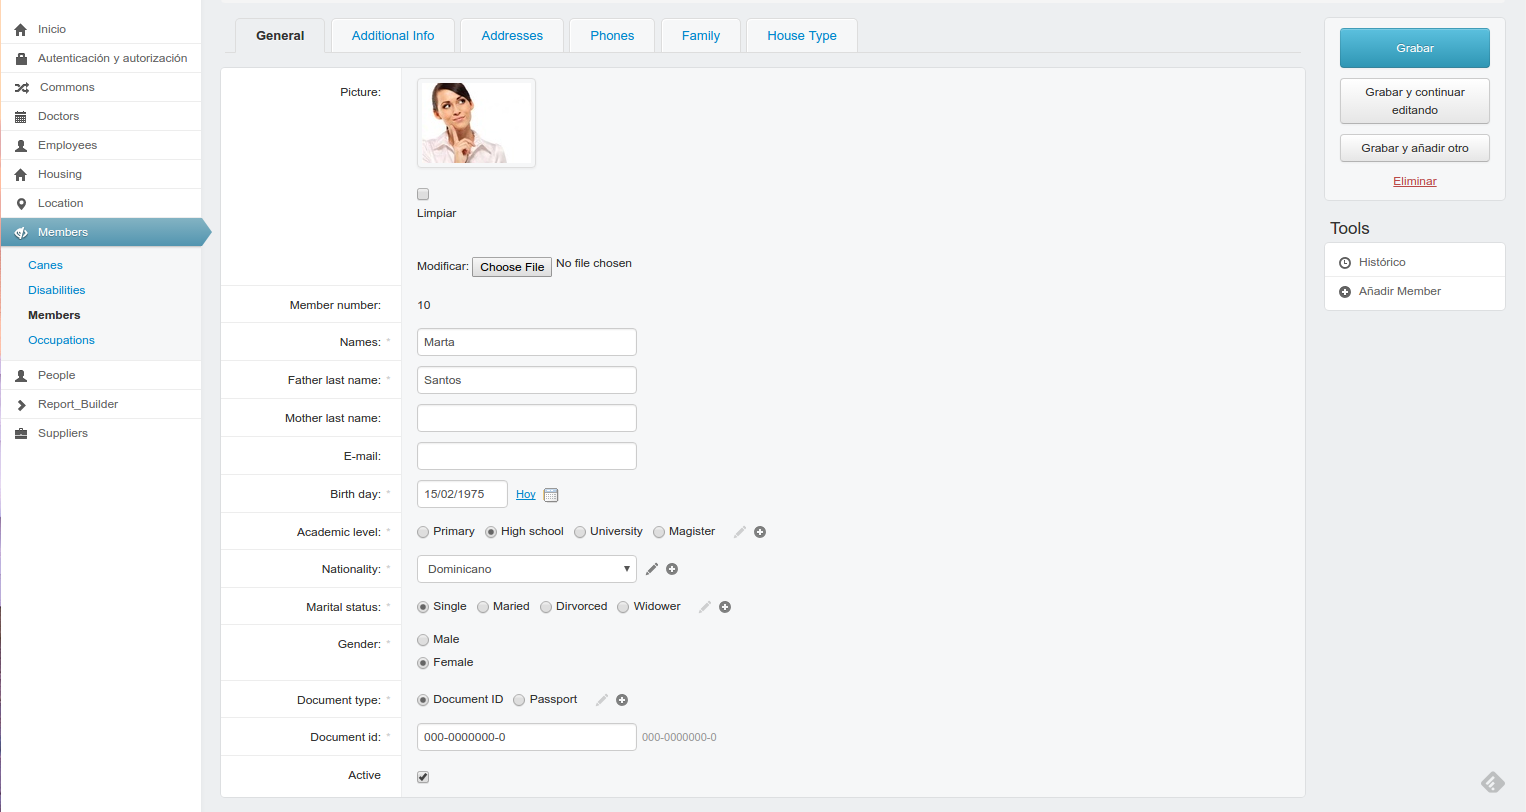 Inicio
Autenticación y autorización
Commons
Doctors
Employees
Housing
Location
Members
Canes
Disabilities
Members
Occupations
People
Report_Builder
Suppliers
General
Additional Info
Addresses
Phones
Family
House Type
Picture:
Limpiar
Modificar: Choose File No file chosen
Member number: 10
Names: * Marta
Father last name: * Santos
Mother last name:
E-mail:
Birth day: * 15/02/1975 Hoy
Academic level: * Primary High school University Magister
Nationality: * Dominicano
Marital status: * Single Maried Dirvorced Widower
Gender: * Male
Female
Document type: * Document ID Passport
Document id: * 000-0000000-0 000-0000000-0
Active
Grabar
Grabar y continuar
editando
Grabar y añadir otro
Eliminar
Tools
Histórico
Añadir Member